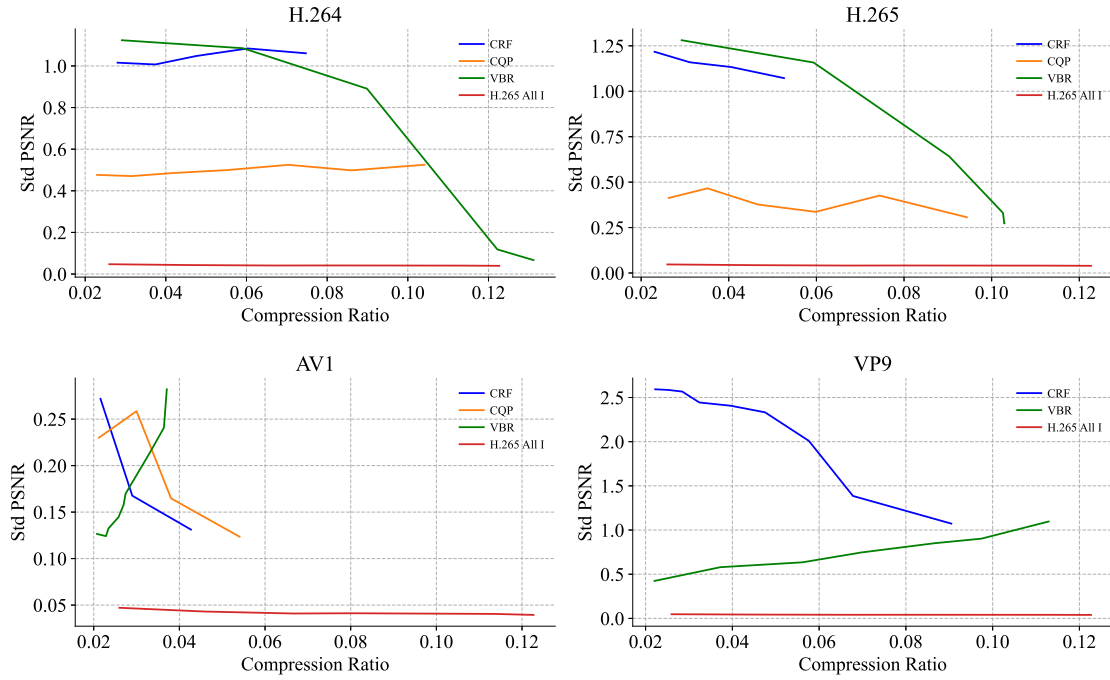 H.264
Std PSNR
1.0
0.8
0.6
0.4
0.2
0.0
CRF
CQP
VBR
H.265 All I
0.02 0.04 0.06 0.08 0.10 0.12
Compression Ratio
H.265
Std PSNR
1.25
1.00
0.75
0.50
0.25
0.00
CRF
CQP
VBR
H.265 All I
0.02 0.04 0.06 0.08 0.10 0.12
Compression Ratio
AV1
Std PSNR
0.25
0.20
0.15
0.10
0.05
CRF
CQP
VBR
H.265 All I
0.02 0.04 0.06 0.08 0.10 0.12
Compression Ratio
VP9
Std PSNR
2.5
2.0
1.5
1.0
0.5
0.0
CRF
VBR
H.265 All I
0.02 0.04 0.06 0.08 0.10 0.12
Compression Ratio